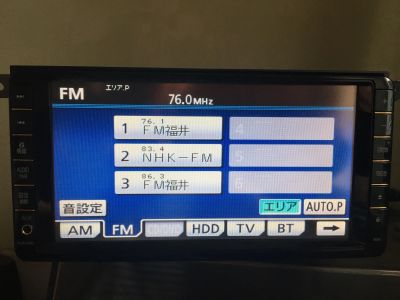 FM
エリア.P
76.0MHz
76.1
1 FM福井
4
83.4
2 NHK-FM
5
86.3
3 FM福井
6
音設定
エリア
AUTO.P
AM
FM
CD/DVD
HDD
TV
BT